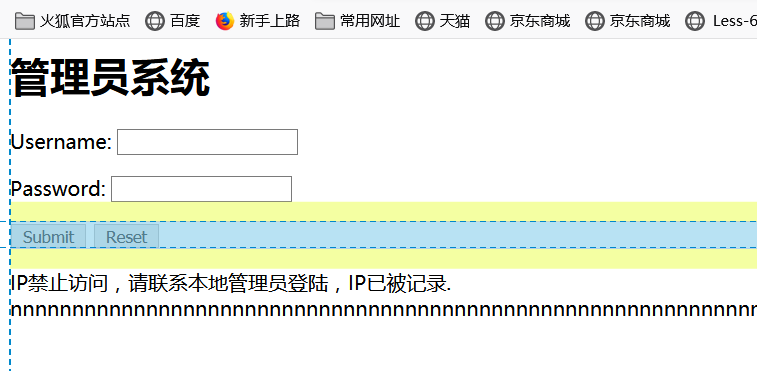 火狐官方站点 百度 新手上路 常用网址 天猫 京东商城 京东商城 Less-6
管理员系统
Username:
Password:
Submit Reset
IP禁止访问，请联系本地管理员登陆，IP已被记录.
nnnnnnnnnnnnnnnnnnnnnnnnnnnnnnnnnnnnnnnnnnnnnnnnnnnnnnnnnnnnn